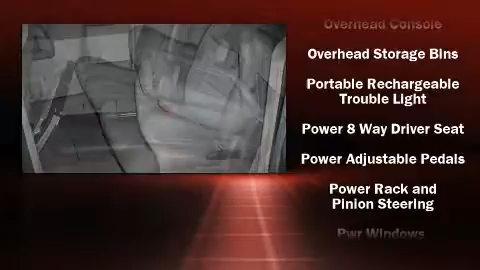 Overhead Console
Overhead Storage Bins
Portable Rechargeable
Trouble Light
Power 8 Way Driver Seat
Power Adjustable Pedals
Power Rack and
Pinion Steering
Pwr Windows